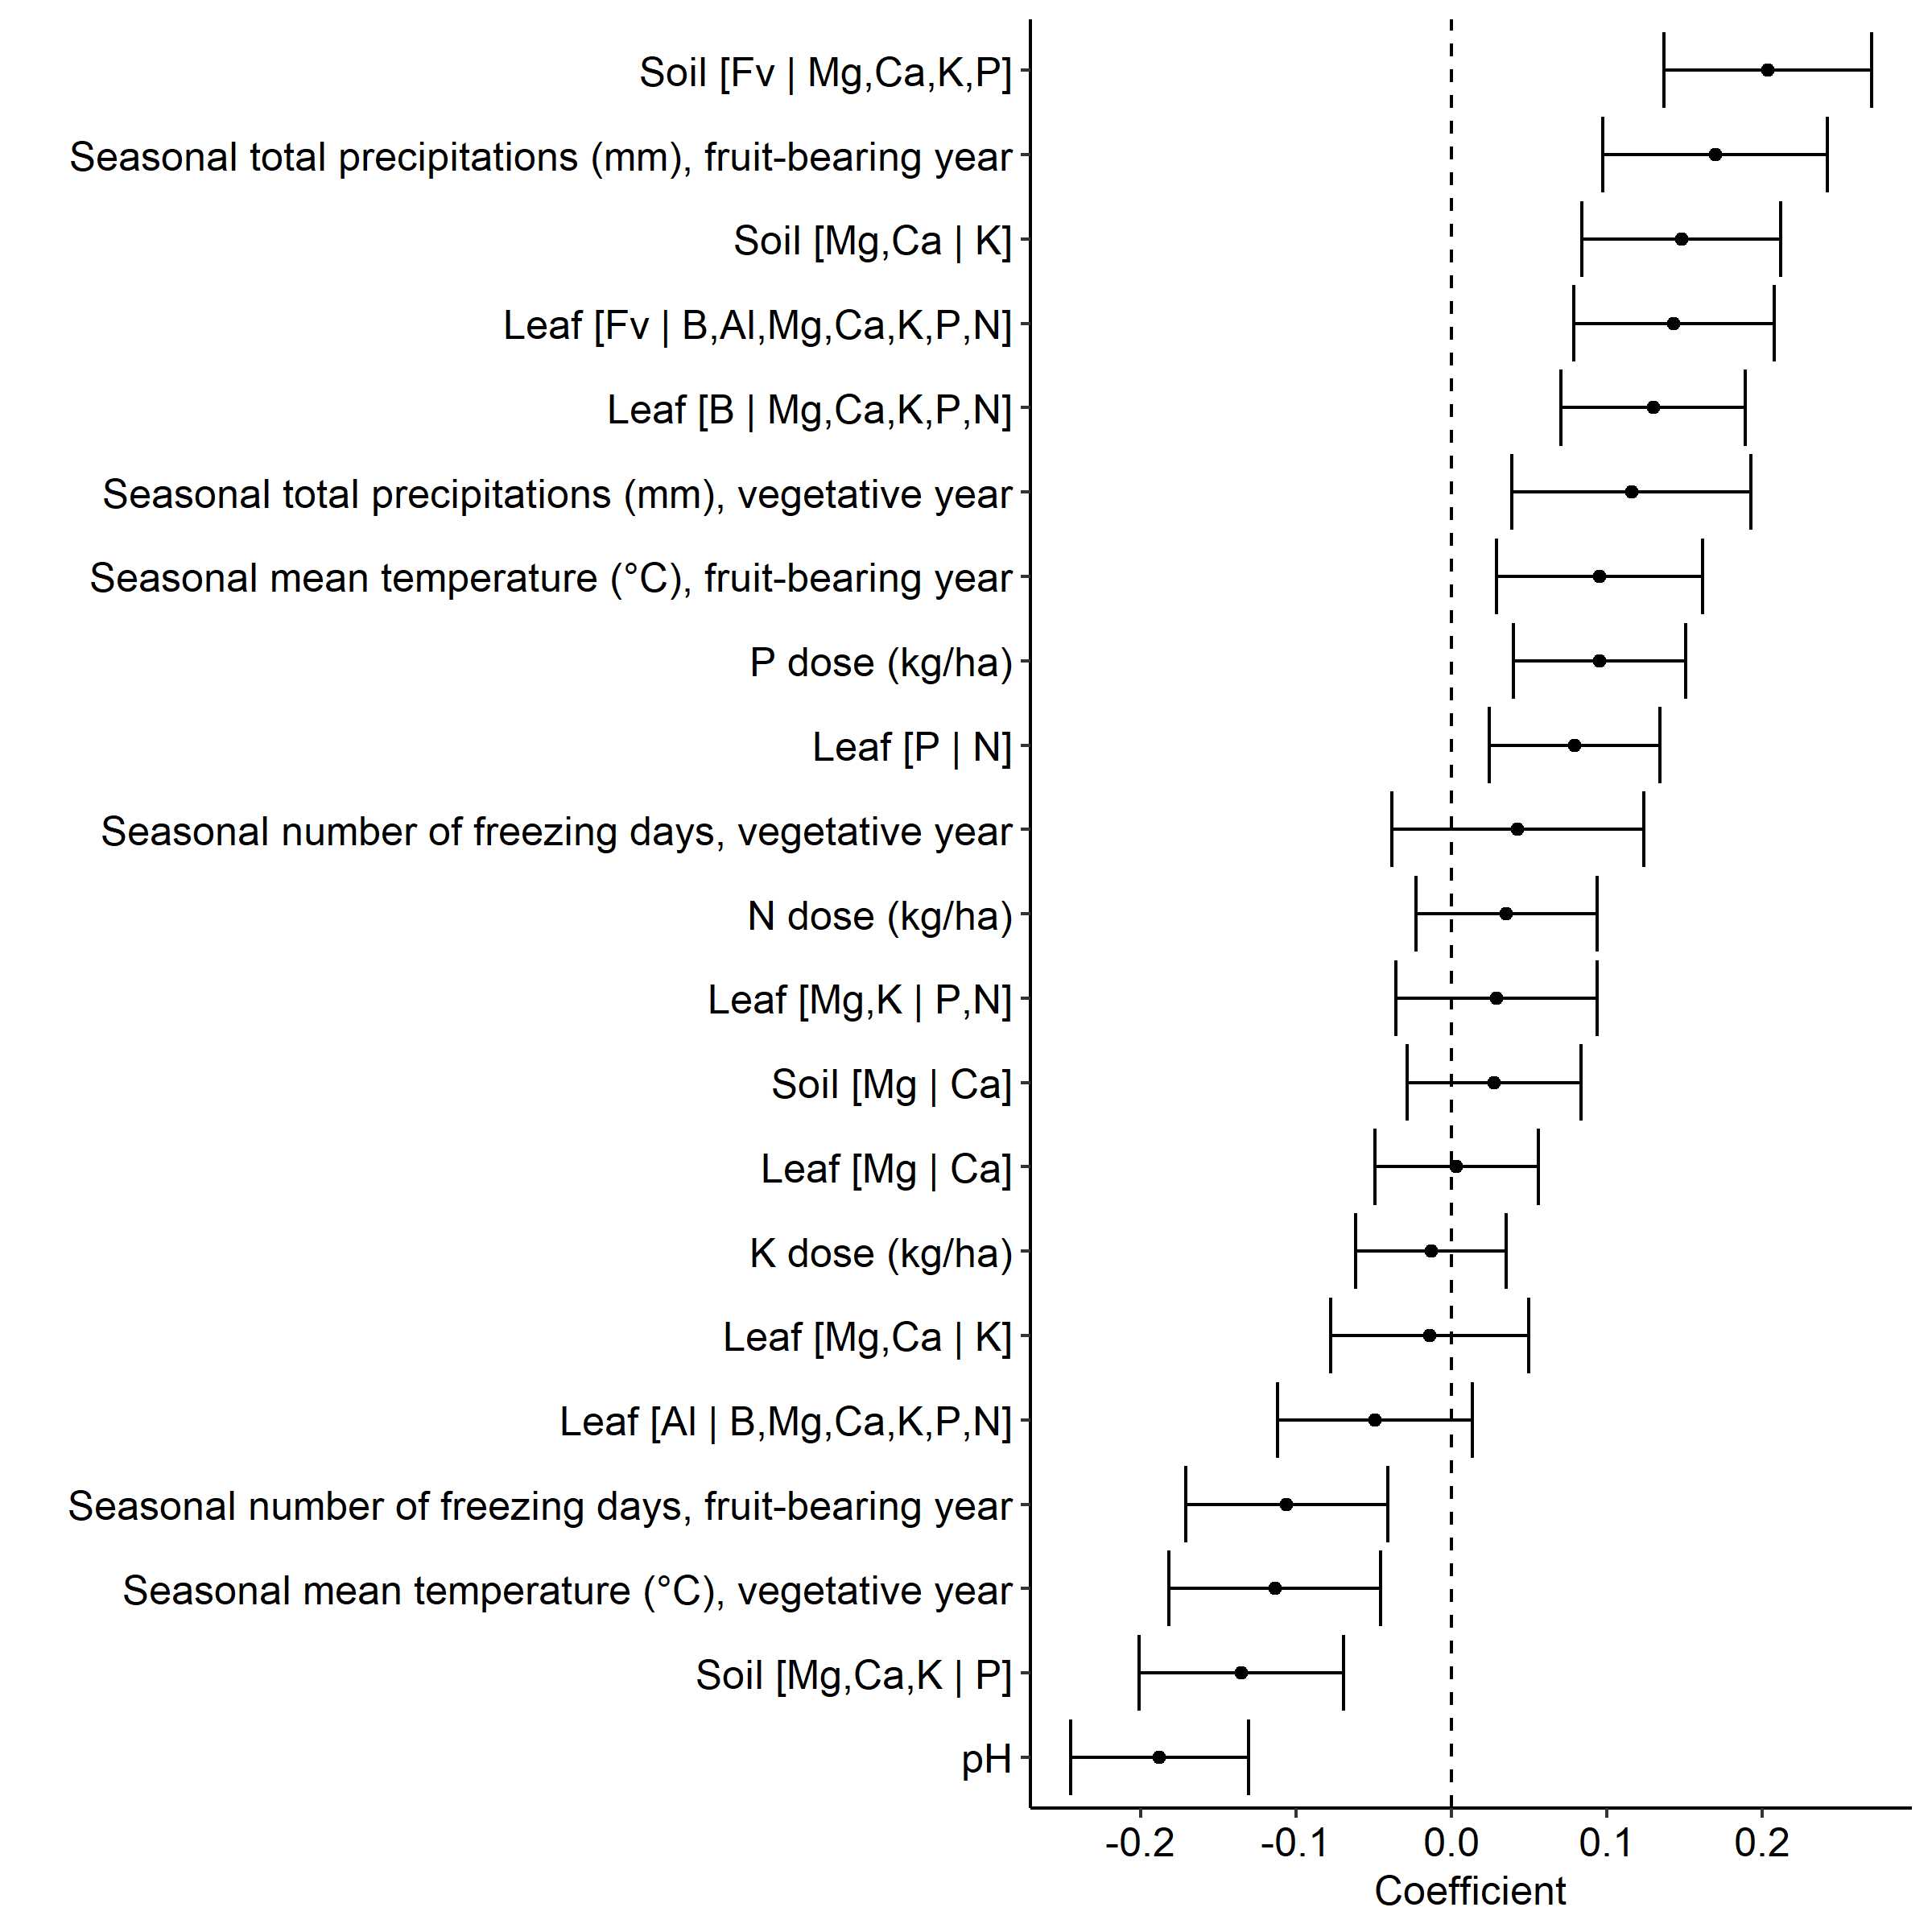 Soil [Fv | Mg,Ca,K,P]
Seasonal total precipitations (mm), fruit-bearing year
Soil [Mg,Ca | K]
Leaf [Fv | B,Al,Mg,Ca,K,P,N]
Leaf [B | Mg,Ca,K,P,N]
Seasonal total precipitations (mm), vegetative year
Seasonal mean temperature (°C), fruit-bearing year
P dose (kg/ha)
Leaf [P | N]
Seasonal number of freezing days, vegetative year
N dose (kg/ha)
Leaf [Mg,K | P,N]
Soil [Mg | Ca]
Leaf [Mg | Ca]
K dose (kg/ha)
Leaf [Mg,Ca | K]
Leaf [Al | B,Mg,Ca,K,P,N]
Seasonal number of freezing days, fruit-bearing year
Seasonal mean temperature (°C), vegetative year
Soil [Mg,Ca,K | P]
pH
-0.2 -0.1 0.0 0.1 0.2
Coefficient